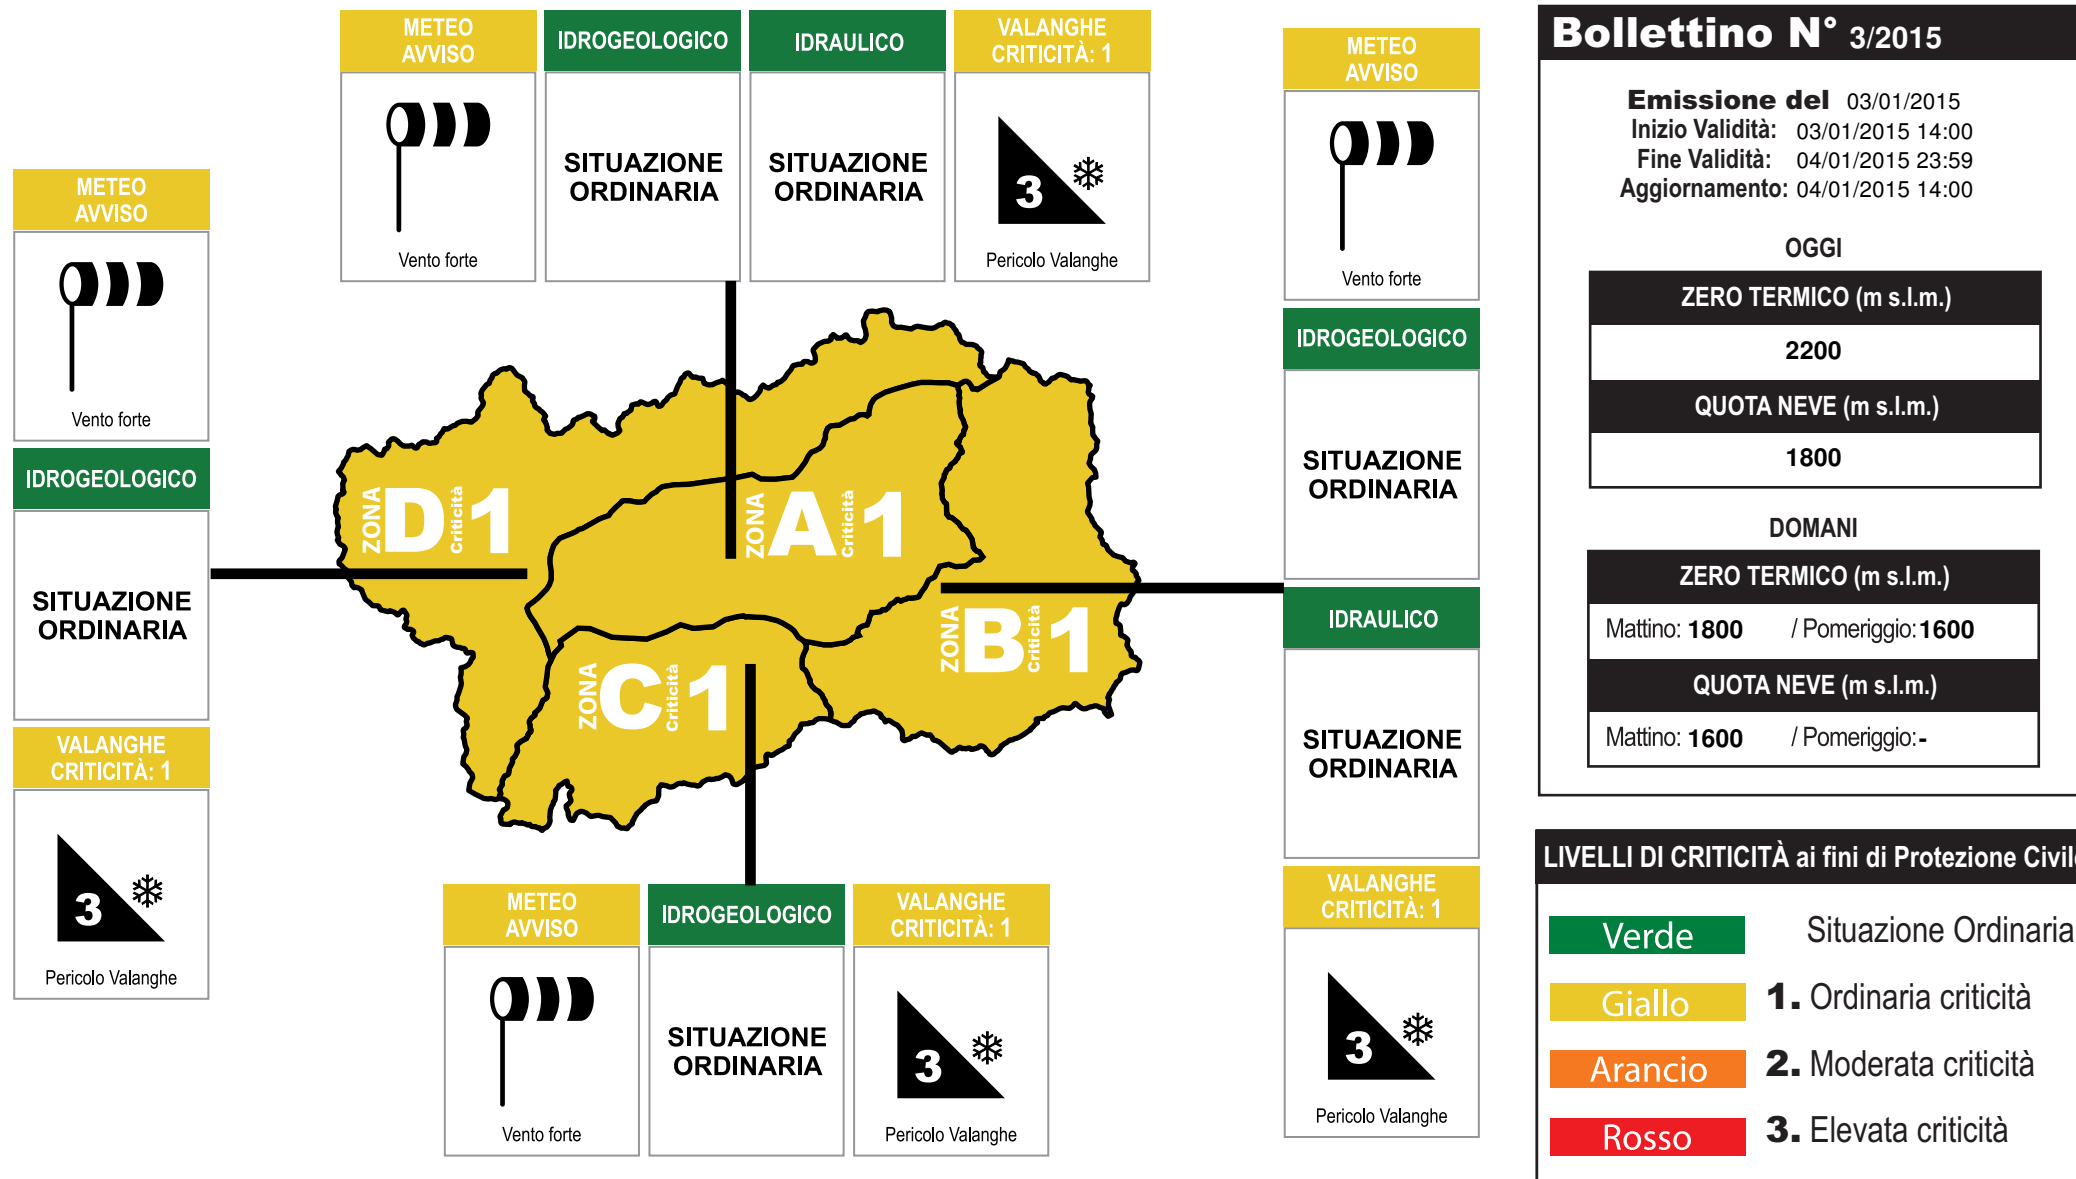 METEO
AVVISO
Vento forte
IDROGEOLOGICO
SITUAZIONE
ORDINARIA
IDRAULICO
SITUAZIONE
ORDINARIA
VALANGHE
CRITICITÀ: 1
3
Pericolo Valanghe
METEO
AVVISO
Vento forte
IDROGEOLOGICO
SITUAZIONE
ORDINARIA
VALANGHE
CRITICITÀ: 1
3
Pericolo Valanghe
ZONA D Criticità 1
ZONA A Criticità 1
ZONA B Criticità 1
ZONA C Criticità 1
METEO
AVVISO
Vento forte
IDROGEOLOGICO
SITUAZIONE
ORDINARIA
VALANGHE
CRITICITÀ: 1
3
Pericolo Valanghe
METEO
AVVISO
Vento forte
IDROGEOLOGICO
SITUAZIONE
ORDINARIA
IDRAULICO
SITUAZIONE
ORDINARIA
VALANGHE
CRITICITÀ: 1
3
Pericolo Valanghe
Bollettino N° 3/2015
Emissione del 03/01/2015
Inizio Validità: 03/01/2015 14:00
Fine Validità: 04/01/2015 23:59
Aggiornamento: 04/01/2015 14:00
OGGI
ZERO TERMICO (m s.l.m.)
2200
QUOTA NEVE (m s.l.m.)
1800
DOMANI
ZERO TERMICO (m s.l.m.)
Mattino: 1800 / Pomeriggio: 1600
QUOTA NEVE (m s.l.m.)
Mattino: 1600 / Pomeriggio: -
LIVELLI DI CRITICITÀ ai fini di Protezione Civile
Verde Situazione Ordinaria
Giallo 1. Ordinaria criticità
Arancio 2. Moderata criticità
Rosso 3. Elevata criticità